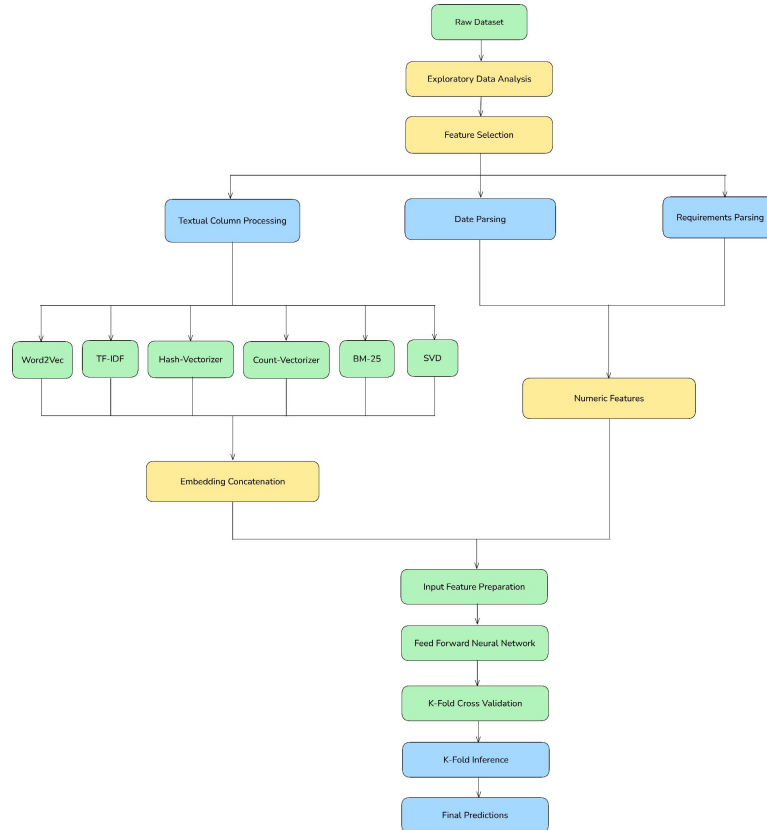 Raw Dataset
Exploratory Data Analysis
Feature Selection
Textual Column Processing
Date Parsing
Requirements Parsing
Word2Vec
TF-IDF
Hash-Vectorizer
Count-Vectorizer
BM-25
SVD
Numeric Features
Embedding Concatenation
Input Feature Preparation
Feed Forward Neural Network
K-Fold Cross Validation
K-Fold Inference
Final Predictions